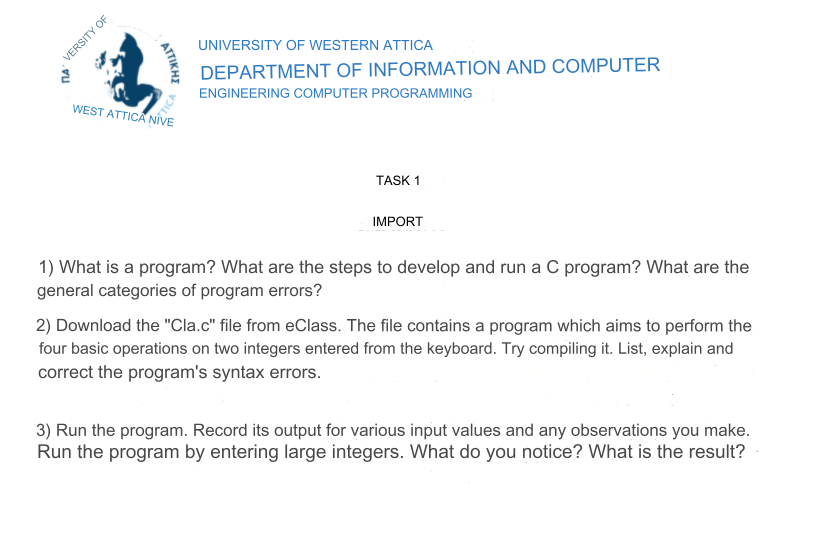 VERSITY OF
ΑΤΤΙΚΗΣ
WEST ATTICA NIVE
UNIVERSITY OF WESTERN ATTICA
DEPARTMENT OF INFORMATION AND COMPUTER
ENGINEERING COMPUTER PROGRAMMING
TASK 1
IMPORT
1) What is a program? What are the steps to develop and run a C program? What are the
general categories of program errors?
2) Download the "Cla.c" file from eClass. The file contains a program which aims to perform the
four basic operations on two integers entered from the keyboard. Try compiling it. List, explain and
correct the program's syntax errors.
3) Run the program. Record its output for various input values and any observations you make.
Run the program by entering large integers. What do you notice? What is the result?